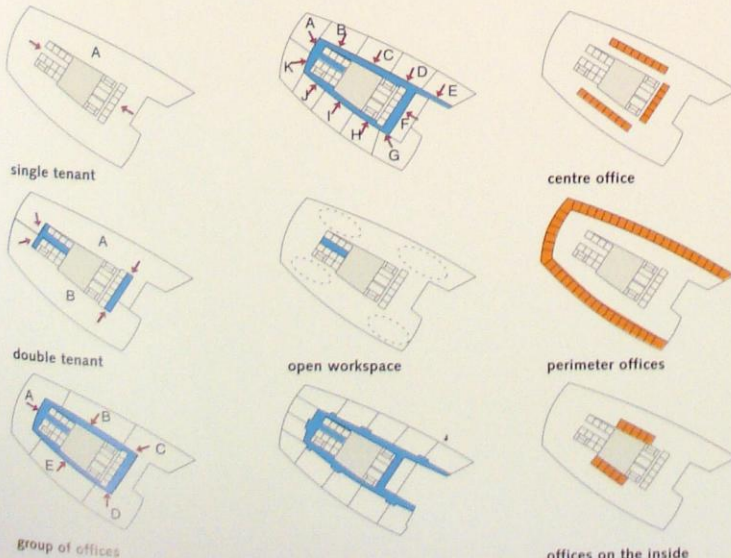 A
single tenant
A
B
C
D
E
F
G
H
I
J
K
centre office
A
B
double tenant
open workspace
perimeter offices
A
B
C
D
E
group of offices
offices on the inside